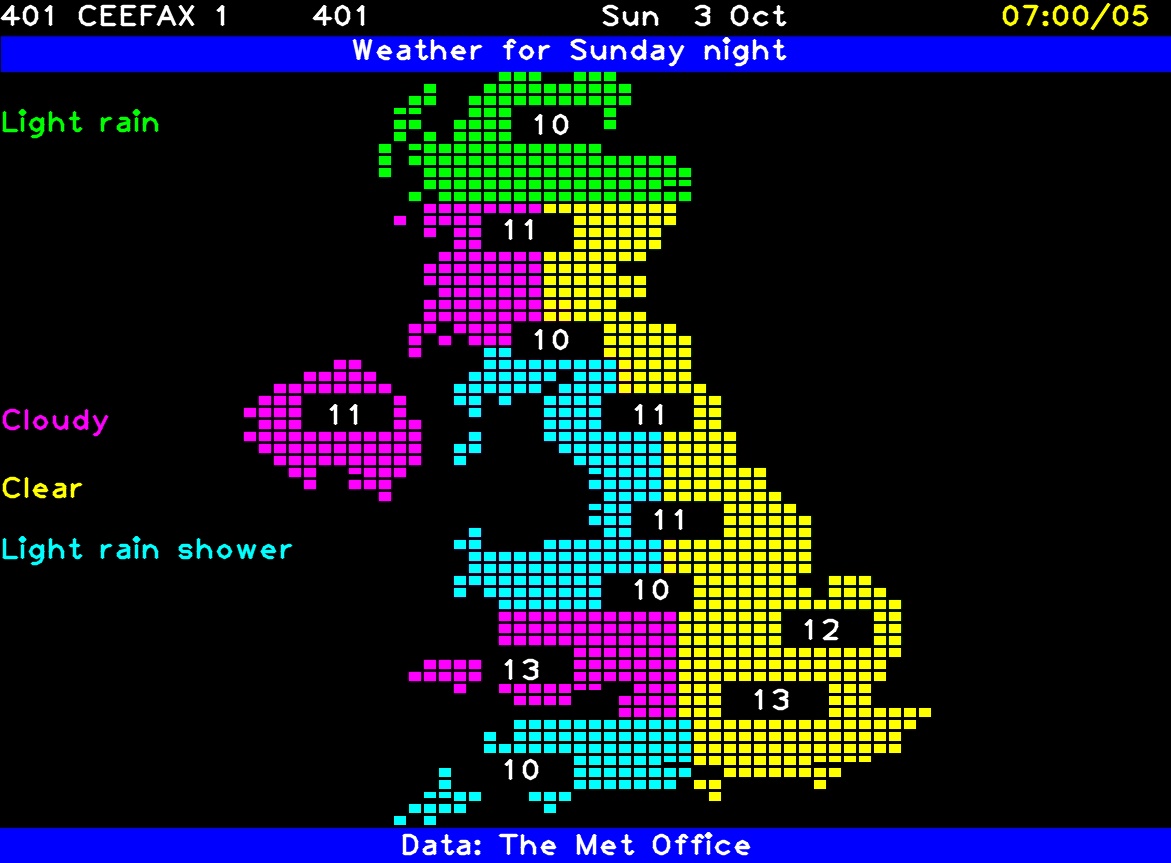 401 CEEFAX 1 401 Sun 3 Oct 07:00/05
Weather for Sunday night
Light rain
10
11
10
Cloudy
11
11
Clear
11
Light rain shower
10
12
13
13
10
Data: The Met Office